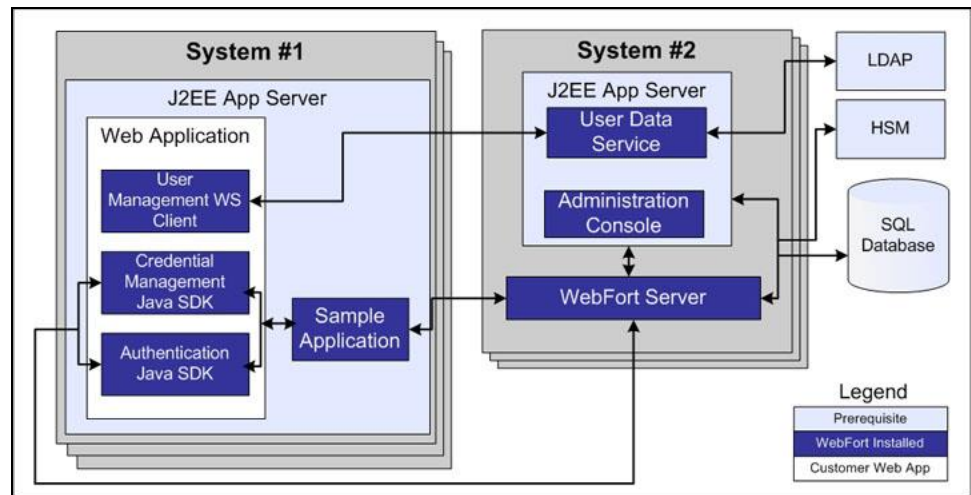 System #1
J2EE App Server
Web Application
User
Management WS
Client
Credential
Management
Java SDK
Authentication
Java SDK
Sample
Application
System #2
J2EE App Server
User Data
Service
Administration
Console
WebFort Server
LDAP
HSM
SQL
Database
Legend
Prerequisite
WebFort Installed
Customer Web App